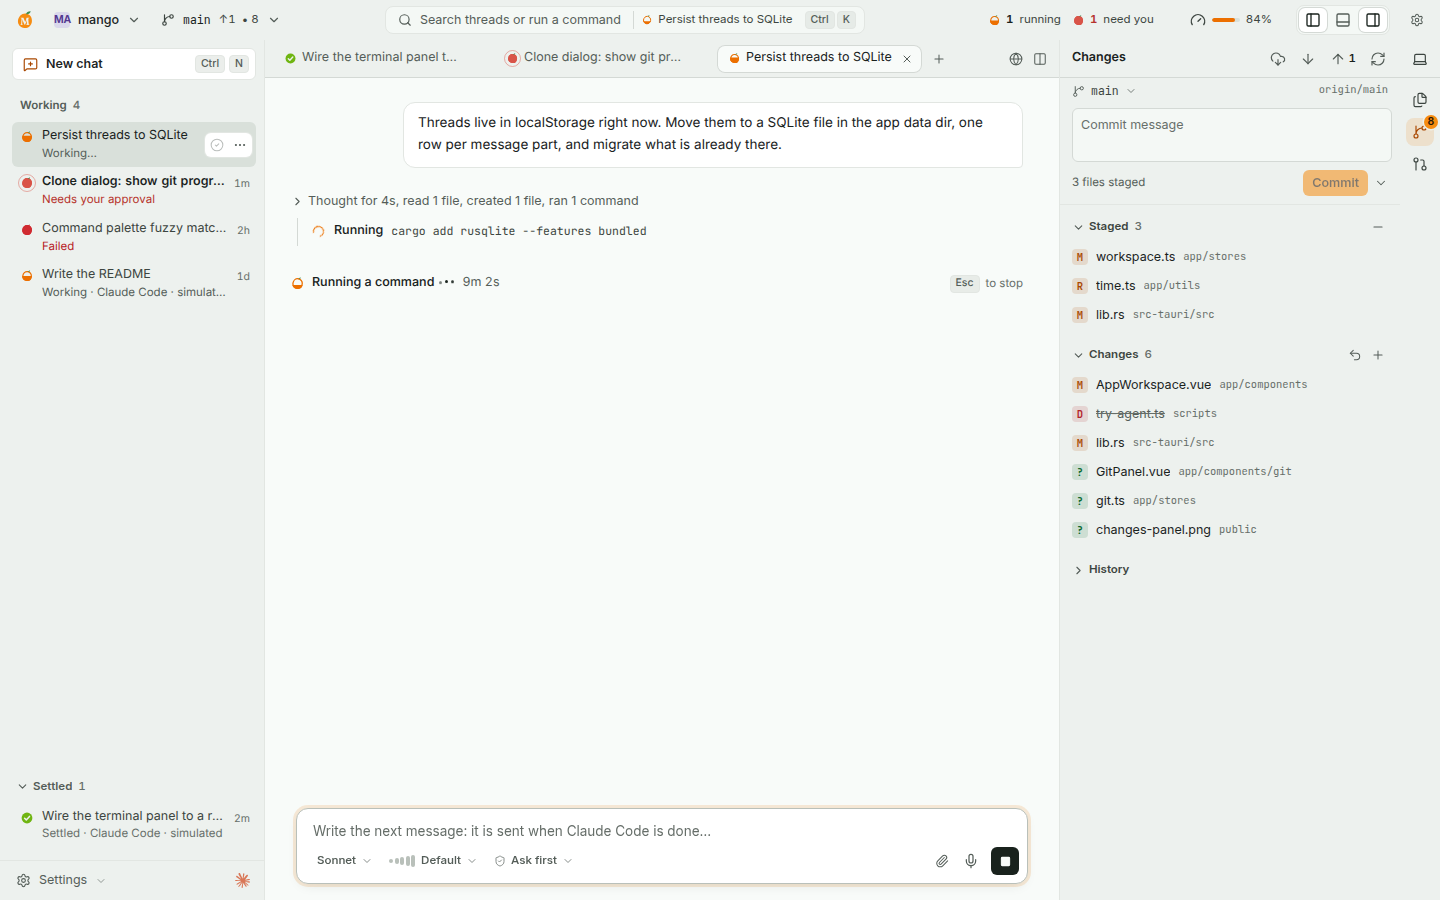 MA mango main ↑1 • 8
Search threads or run a command Persist threads to SQLite Ctrl K
1 running 1 need you 84%
New chat Ctrl N
Working 4
Persist threads to SQLite
Working...
Clone dialog: show git progr... 1m
Needs your approval
Command palette fuzzy matc... 2h
Failed
Write the README 1d
Working · Claude Code · simulat...
Settled 1
Wire the terminal panel to a r... 2m
Settled · Claude Code · simulated
Settings
Wire the terminal panel t... Clone dialog: show git pr... Persist threads to SQLite
Threads live in localStorage right now. Move them to a SQLite file in the app data dir, one
row per message part, and migrate what is already there.
Thought for 4s, read 1 file, created 1 file, ran 1 command
Running cargo add rusqlite --features bundled
Running a command 9m 2s Esc to stop
Write the next message: it is sent when Claude Code is done...
Sonnet Default Ask first
Changes ↑ 1
main origin/main
Commit message
3 files staged Commit
Staged 3
M workspace.ts app/stores
R time.ts app/utils
M lib.rs src-tauri/src
Changes 6
M AppWorkspace.vue app/components
D try-agent.ts scripts
M lib.rs src-tauri/src
? GitPanel.vue app/components/git
? git.ts app/stores
? changes-panel.png public
History
8